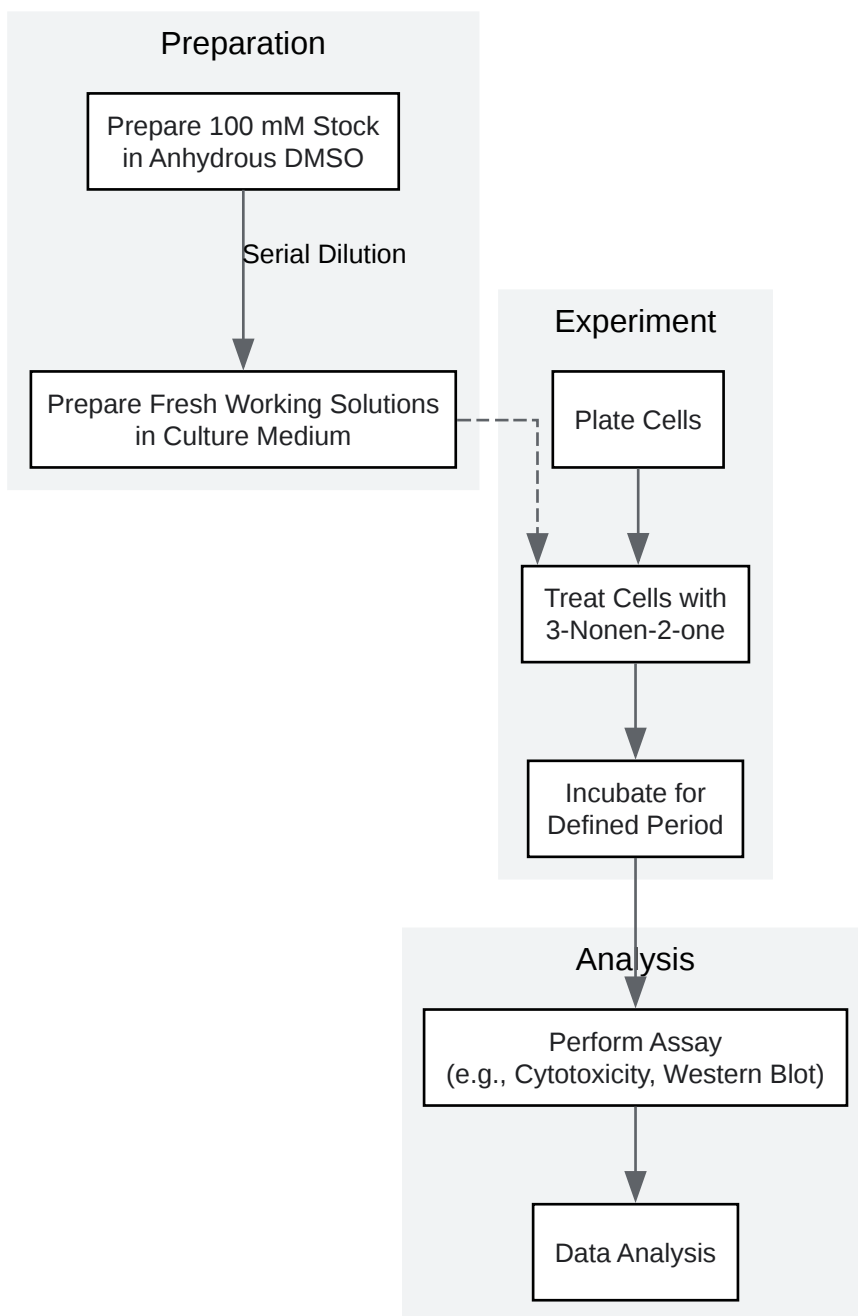 Preparation
Prepare 100 mM Stock
in Anhydrous DMSO
Serial Dilution
Prepare Fresh Working Solutions
in Culture Medium
Experiment
Plate Cells
Treat Cells with
3-Nonen-2-one
Incubate for
Defined Period
Analysis
Perform Assay
(e.g., Cytotoxicity, Western Blot)
Data Analysis